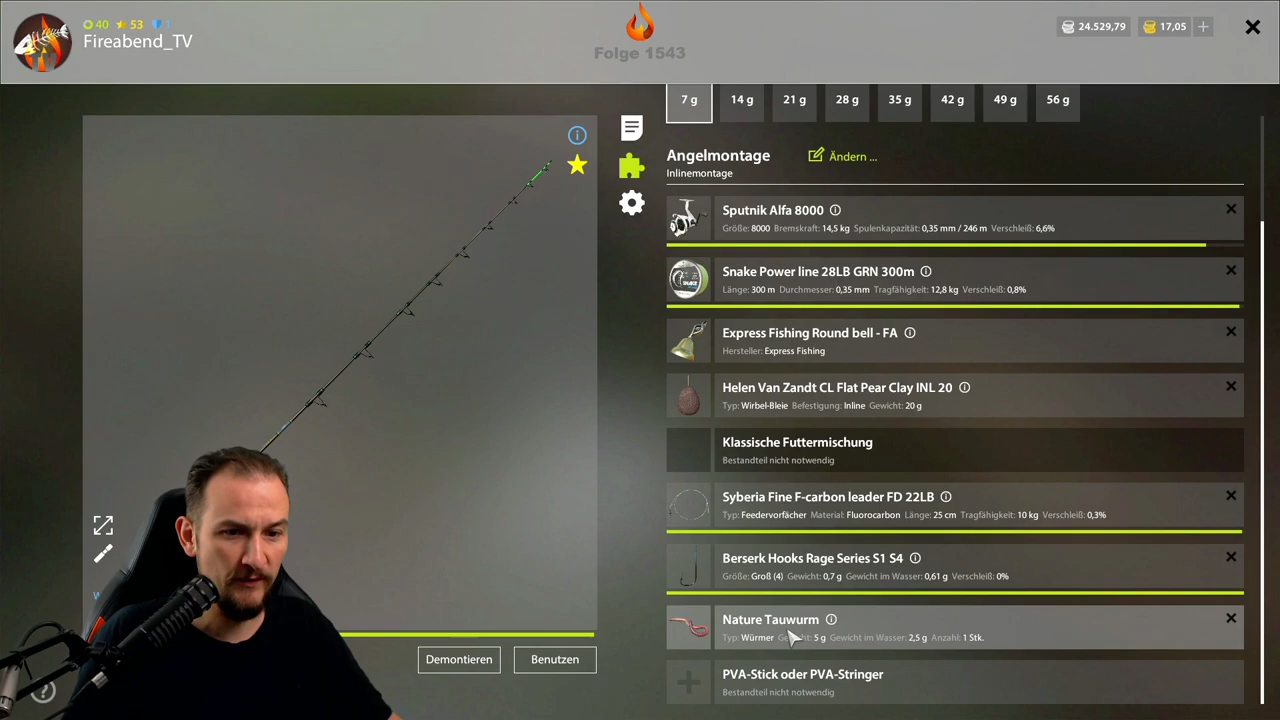 40 53
Fireabend_TV
Folge 1543
24.529,79 17,05 +
7 g 14 g 21 g 28 g 35 g 42 g 49 g 56 g
Angelmontage Ändern ...
Inlinemontage
Sputnik Alfa 8000
Größe: 8000 Bremskraft: 14,5 kg Spulenkapazität: 0,35 mm / 246 m Verschleiß: 6,6%
Snake Power line 28LB GRN 300m
Länge: 300 m Durchmesser: 0,35 mm Tragfähigkeit: 12,8 kg Verschleiß: 0,8%
Express Fishing Round bell - FA
Hersteller: Express Fishing
Helen Van Zandt CL Flat Pear Clay INL 20
Typ: Wirbel-Bleie Befestigung: Inline Gewicht: 20 g
Klassische Futtermischung
Bestandteil nicht notwendig
Syberia Fine F-carbon leader FD 22LB
Typ: Feedervorfächer Material: Fluorocarbon Länge: 25 cm Tragfähigkeit: 10 kg Verschleiß: 0,3%
Berserk Hooks Rage Series S1 S4
Größe: Groß (4) Gewicht: 0,7 g Gewicht im Wasser: 0,61 g Verschleiß: 0%
Nature Tauwurm
Typ: Würmer Gewicht: 5 g Gewicht im Wasser: 2,5 g Anzahl: 1 Stk.
PVA-Stick oder PVA-Stringer
Bestandteil nicht notwendig
Demontieren Benutzen